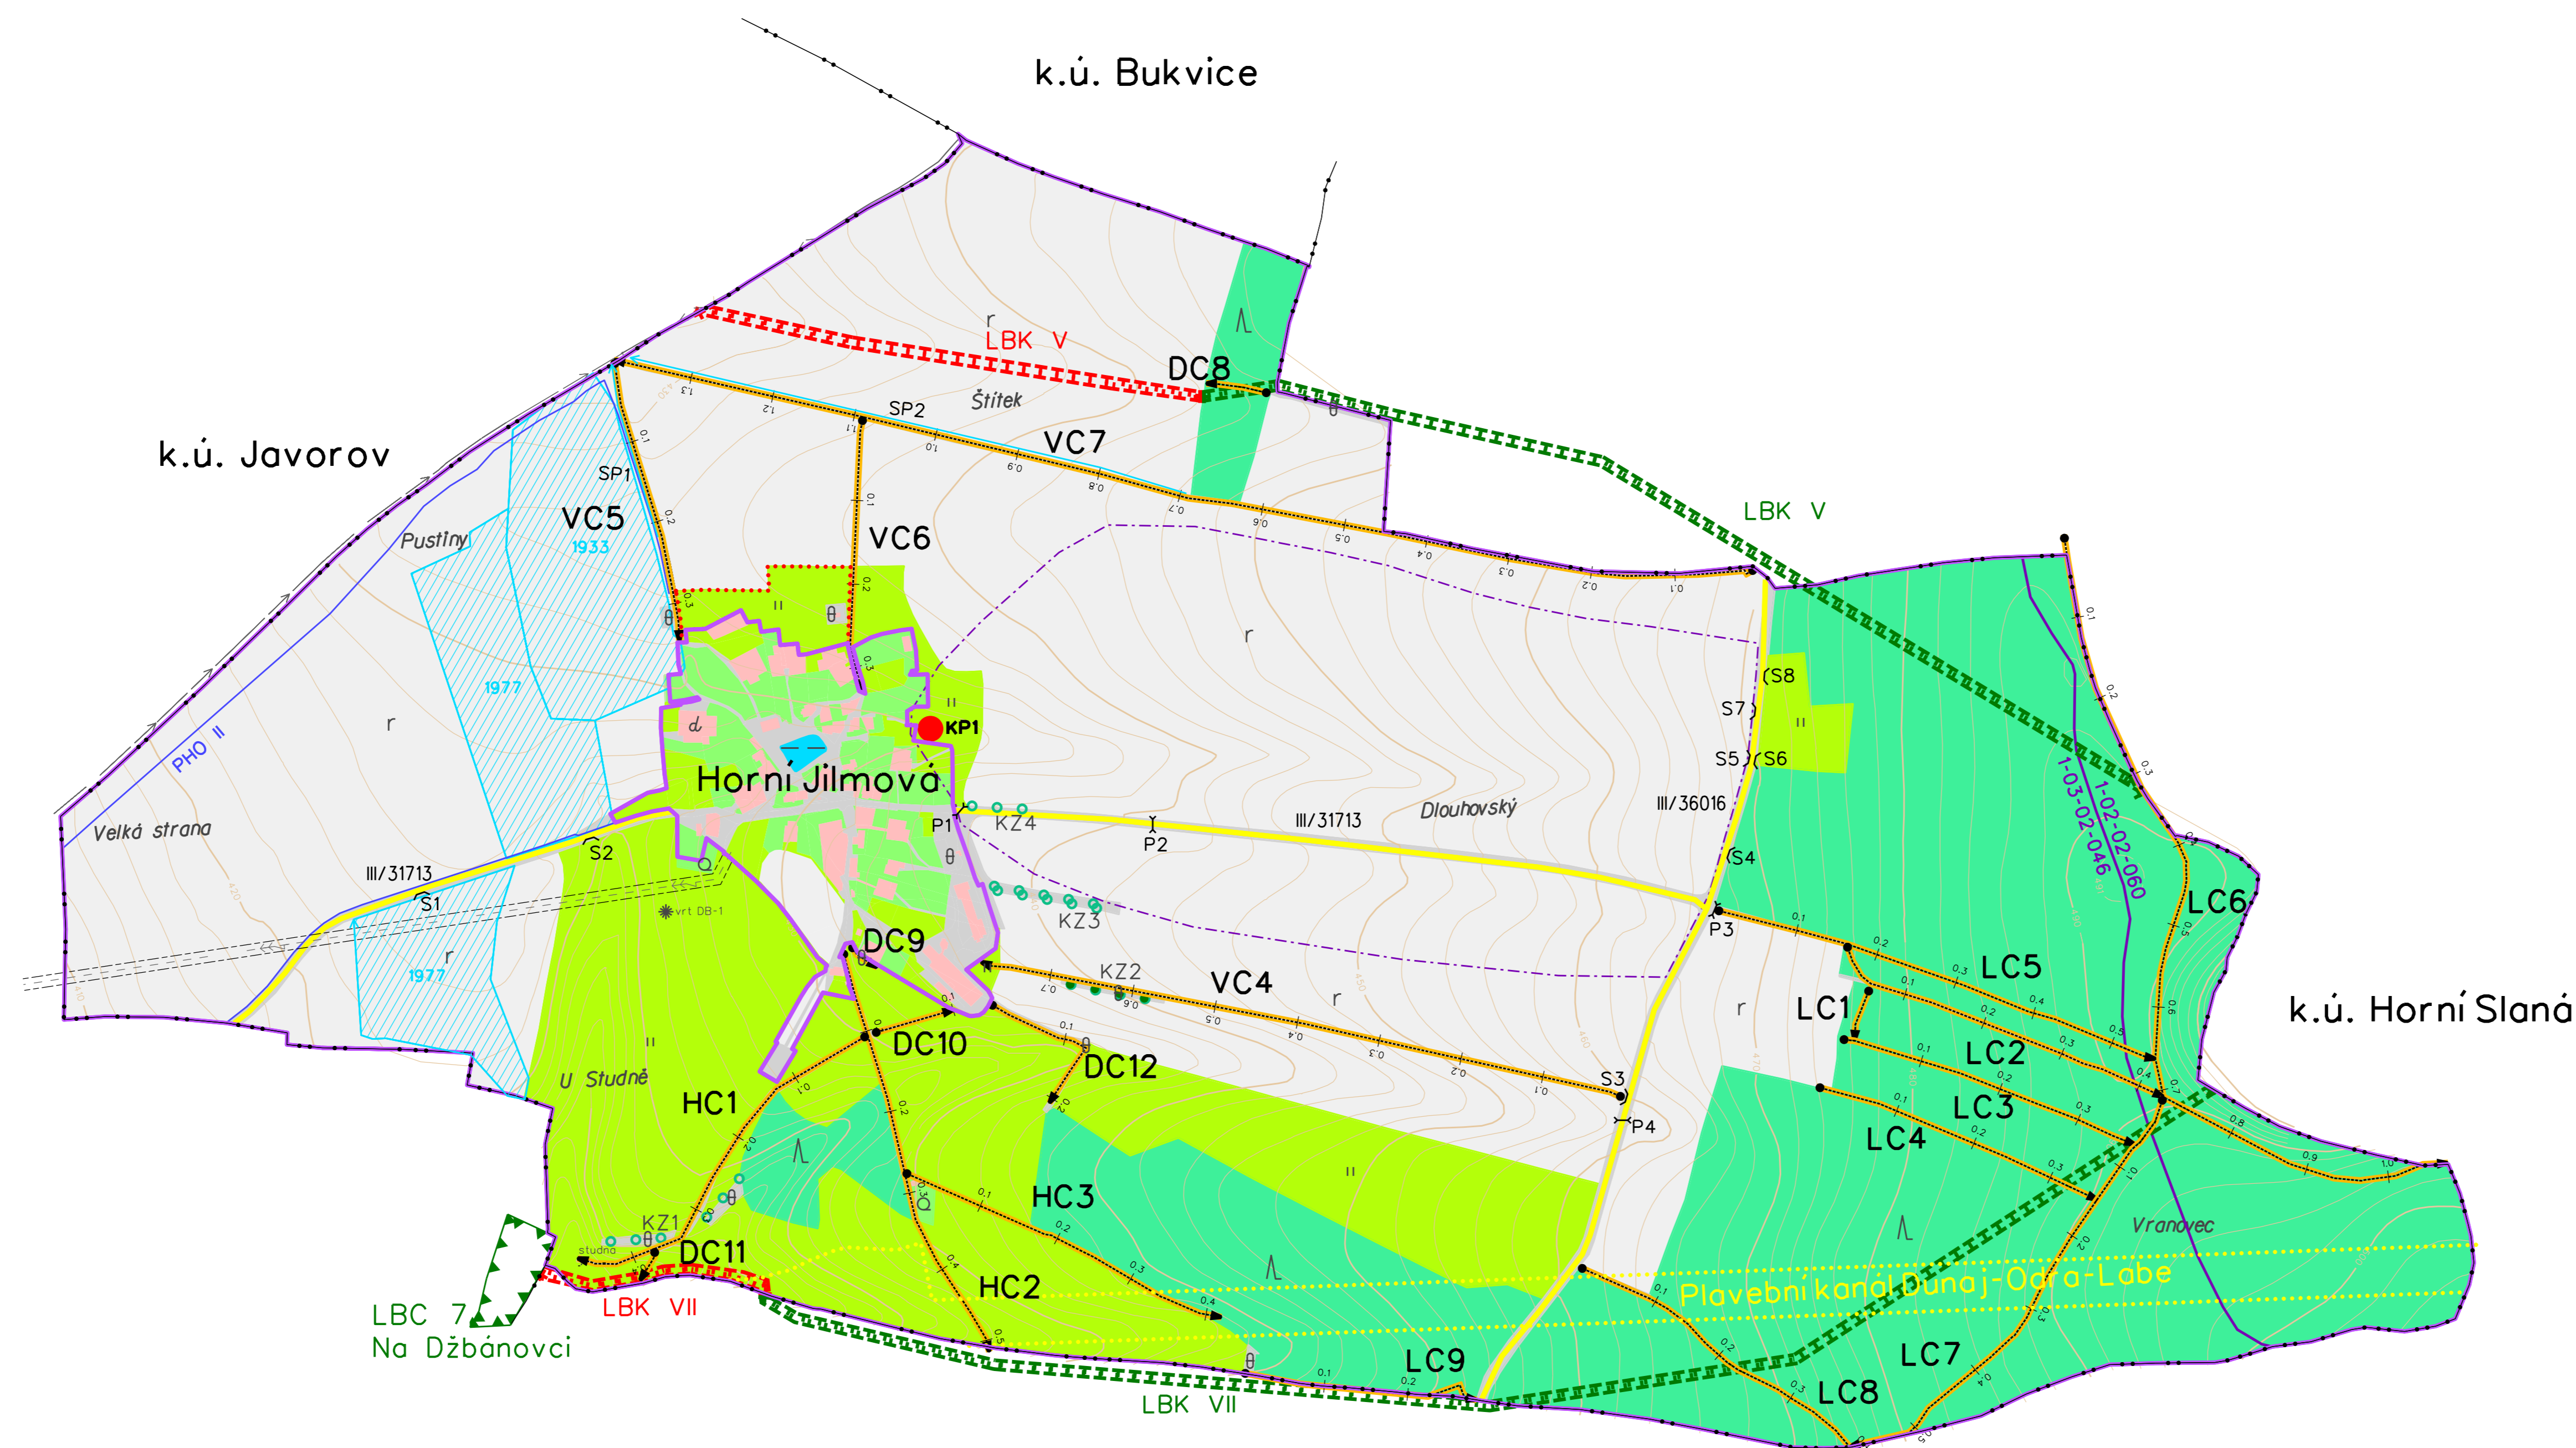 k.ú. Bukvice
LBK V
r
DC8
Štítek
SP2
VC7
k.ú. Javorov
SP1
VC5
1933
Pustiny
VC6
LBK V
1977
PHO II
r
r
S8
S7
S5
S6
d
KP1
Horní Jilmová
Velká strana
KZ4
P1
P2
III/31713
Dlouhovský
III/36016
S4
1-03-02-046
1-02-02-060
III/31713
S1
S2
vrt DB-1
KZ3
P3
LC6
DC9
KZ2
VC4
r
r
1977
r
LC5
LC1
LC2
k.ú. Horní Slaná
DC10
DC12
U Studně
HC1
S3
P4
LC3
LC4
HC3
KZ1
studna
DC11
HC2
Vranovec
Plavební kanál Dunaj-Odra-Labe
LBC 7
Na Džbánovci
LBK VII
LBK VII
LC9
LC7
LC8